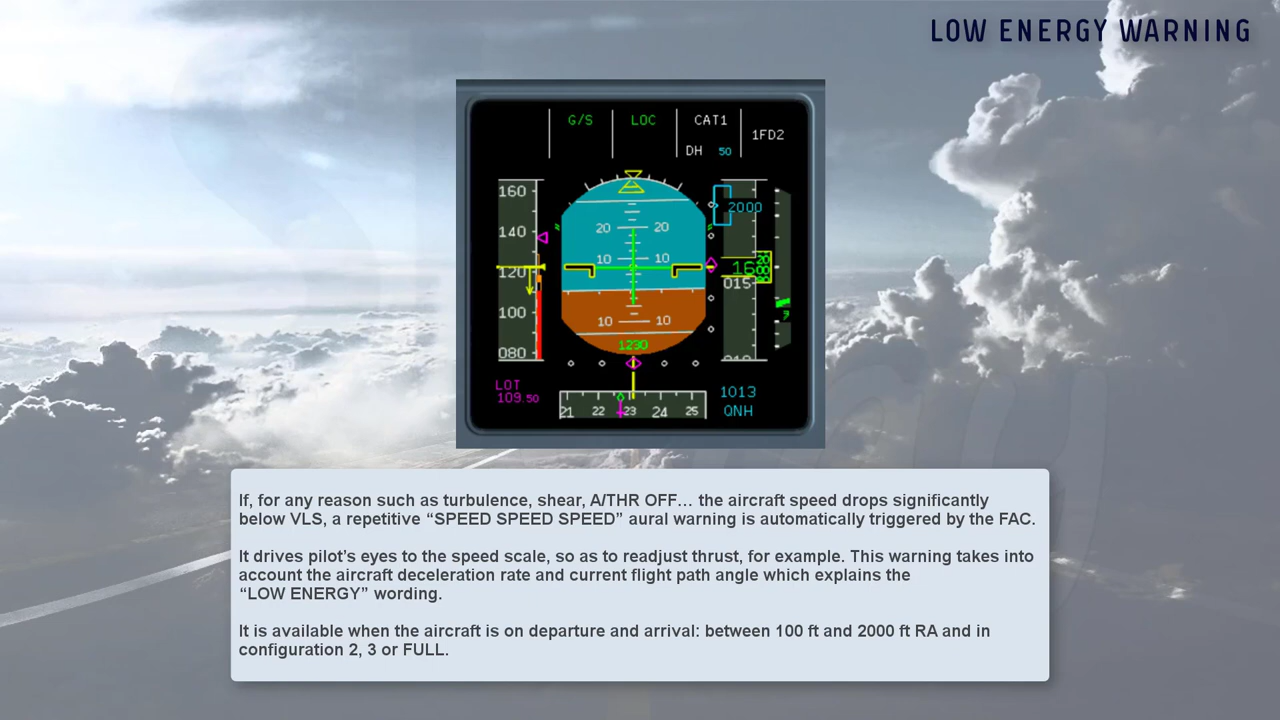 LOW ENERGY WARNING
G/S LOC CAT1 1FD2
DH 50
160
140
120
100
080
20 20
10 10
10 10
1230
2000
16
015
LOT
109.50
21 22 23 24 25
1013
QNH
If, for any reason such as turbulence, shear, A/THR OFF… the aircraft speed drops significantly
below VLS, a repetitive “SPEED SPEED SPEED” aural warning is automatically triggered by the FAC.
It drives pilot’s eyes to the speed scale, so as to readjust thrust, for example. This warning takes into
account the aircraft deceleration rate and current flight path angle which explains the
“LOW ENERGY” wording.
It is available when the aircraft is on departure and arrival: between 100 ft and 2000 ft RA and in
configuration 2, 3 or FULL.